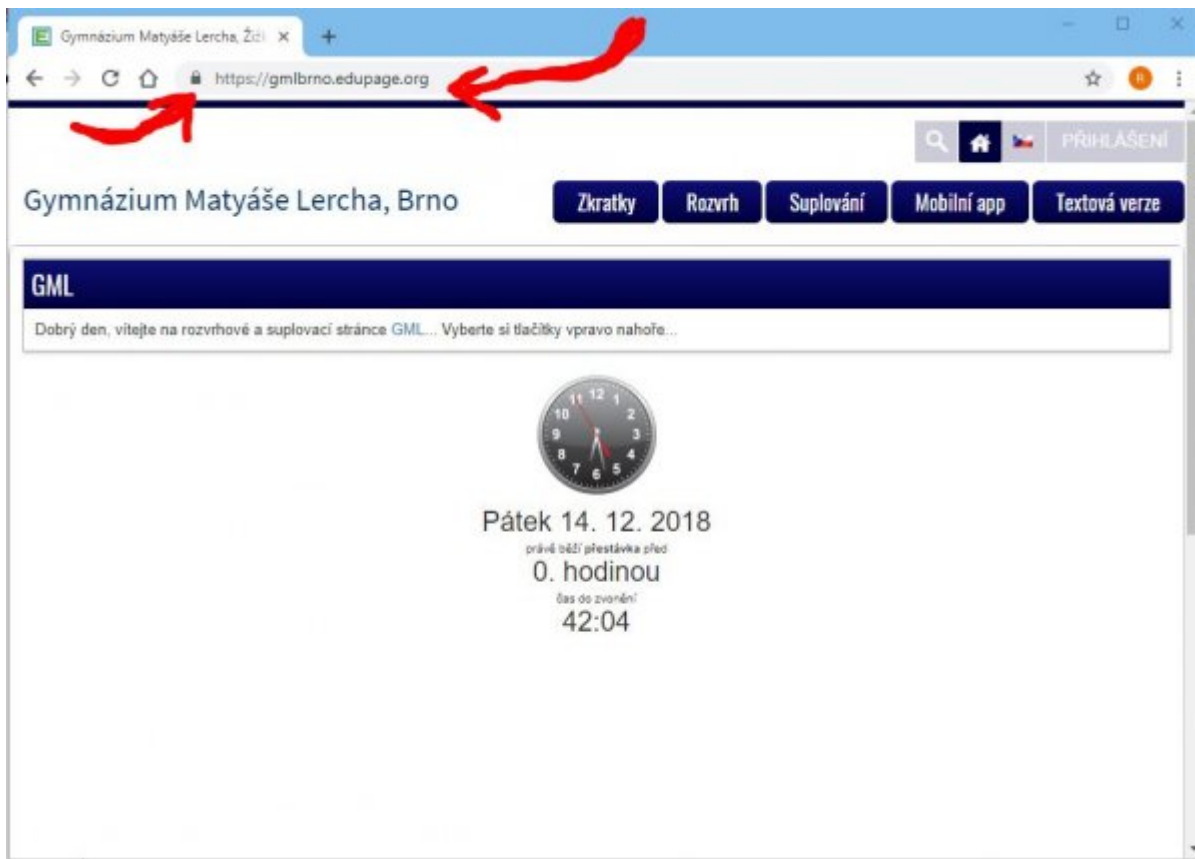 Gymnázium Matyáše Lercha, Žiž
https://gmlbrno.edupage.org
R
PŘIHLÁŠENÍ
Gymnázium Matyáše Lercha, Brno
Zkratky Rozvrh Suplování Mobilní app Textová verze
GML
Dobrý den, vítejte na rozvrhové a suplovací stránce GML... Vyberte si tlačítky vpravo nahoře...
12 1 2 3 4 5 6 7 8 9 10 11
Pátek 14. 12. 2018
právě běží přestávka před
0. hodinou
čas do zvonění
42:04